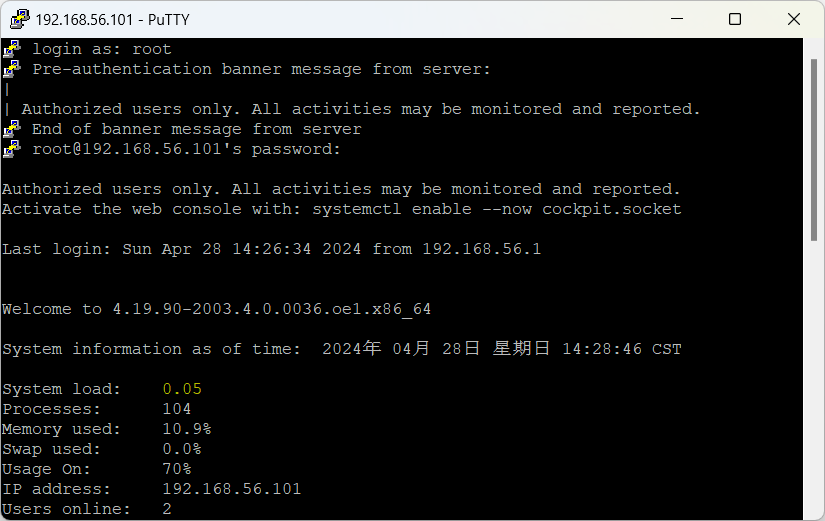 192.168.56.101 - PuTTY
login as: root
Pre-authentication banner message from server:
|
| Authorized users only. All activities may be monitored and reported.
End of banner message from server
root@192.168.56.101's password:
Authorized users only. All activities may be monitored and reported.
Activate the web console with: systemctl enable --now cockpit.socket
Last login: Sun Apr 28 14:26:34 2024 from 192.168.56.1
Welcome to 4.19.90-2003.4.0.0036.oe1.x86_64
System information as of time:  2024年 04月 28日 星期日 14:28:46 CST
System load:    0.05
Processes:      104
Memory used:    10.9%
Swap used:      0.0%
Usage On:       70%
IP address:     192.168.56.101
Users online:   2